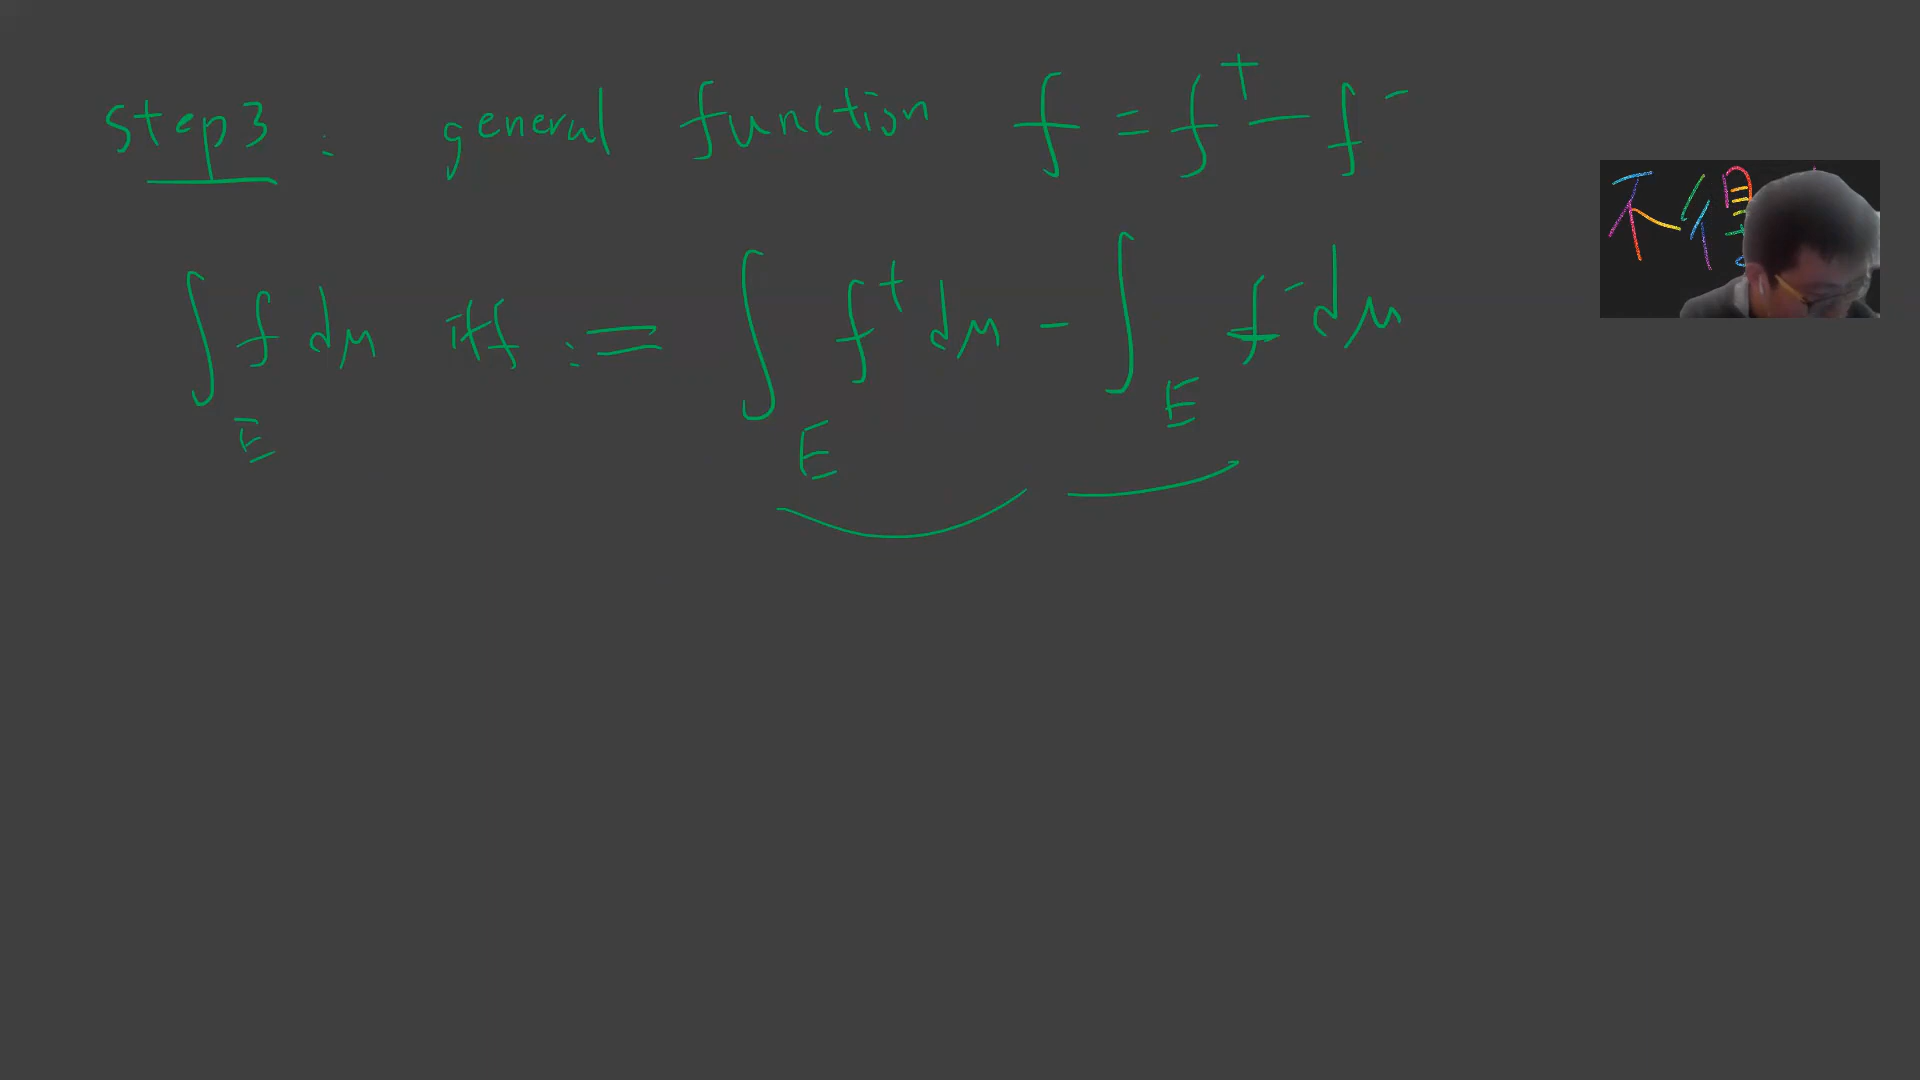 Step3 : general function f = f⁺ - f⁻
∫_E f dμ iff := ∫_E f⁺ dμ - ∫_E f⁻ dμ
不得